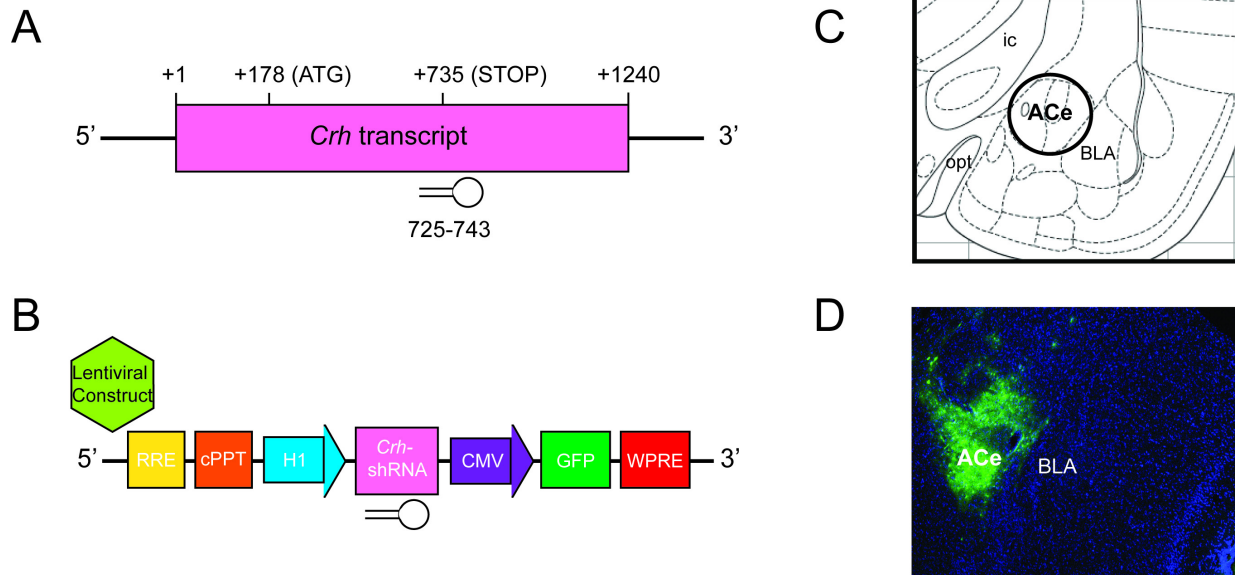 A
+1 +178 (ATG) +735 (STOP) +1240
5’ Crh transcript 3’
725-743
B
Lentiviral
Construct
5’ RRE cPPT H1 Crh-
shRNA CMV GFP WPRE 3’
C
ic
ACe
BLA
opt
D
ACe
BLA